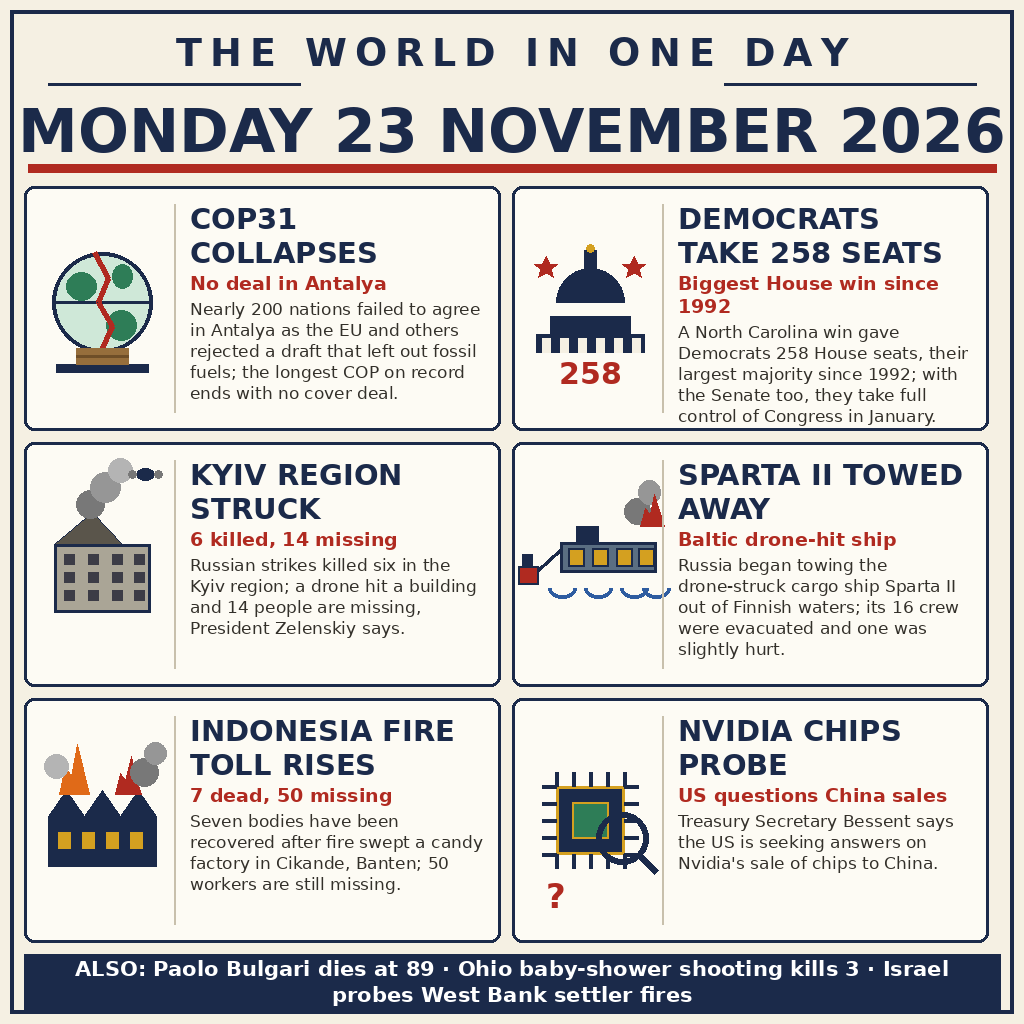 THE WORLD IN ONE DAY
MONDAY 23 NOVEMBER 2026
COP31
COLLAPSES
No deal in Antalya
Nearly 200 nations failed to agree
in Antalya as the EU and others
rejected a draft that left out fossil
fuels; the longest COP on record
ends with no cover deal.
258
DEMOCRATS
TAKE 258 SEATS
Biggest House win since
1992
A North Carolina win gave
Democrats 258 House seats, their
largest majority since 1992; with
the Senate too, they take full
control of Congress in January.
KYIV REGION
STRUCK
6 killed, 14 missing
Russian strikes killed six in the
Kyiv region; a drone hit a building
and 14 people are missing,
President Zelenskiy says.
SPARTA II TOWED
AWAY
Baltic drone-hit ship
Russia began towing the
drone-struck cargo ship Sparta II
out of Finnish waters; its 16 crew
were evacuated and one was
slightly hurt.
INDONESIA FIRE
TOLL RISES
7 dead, 50 missing
Seven bodies have been
recovered after fire swept a candy
factory in Cikande, Banten; 50
workers are still missing.
?
NVIDIA CHIPS
PROBE
US questions China sales
Treasury Secretary Bessent says
the US is seeking answers on
Nvidia's sale of chips to China.
ALSO: Paolo Bulgari dies at 89 · Ohio baby-shower shooting kills 3 · Israel
probes West Bank settler fires